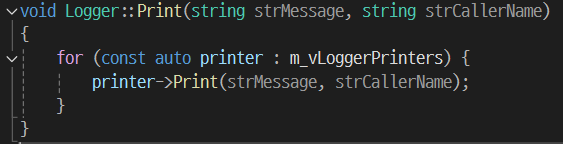 void Logger::Print(string strMessage, string strCallerName)
{
    for (const auto printer : m_vLoggerPrinters) {
        printer->Print(strMessage, strCallerName);
    }
}